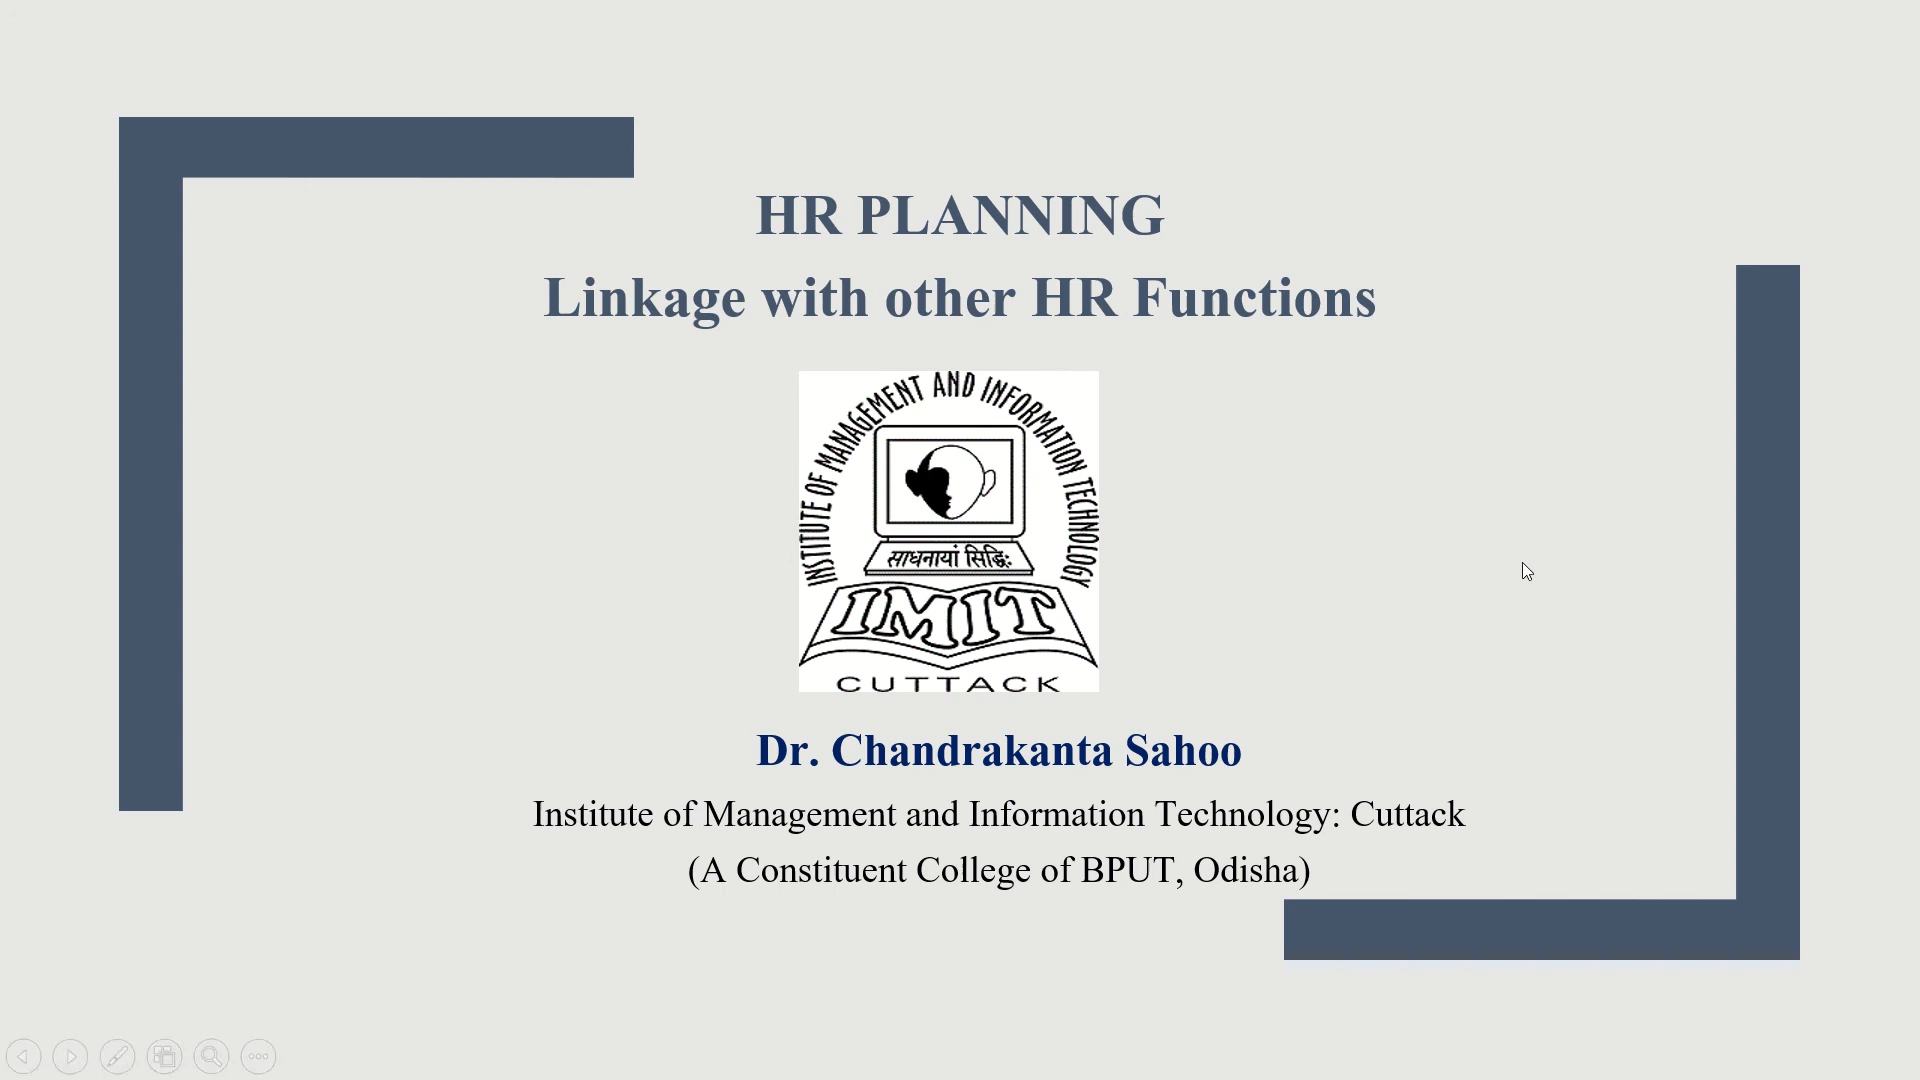 HR PLANNING
Linkage with other HR Functions
INSTITUTE OF MANAGEMENT AND INFORMATION TECHNOLOGY
साधनायां सिद्धिः
IMIT
CUTTACK
Dr. Chandrakanta Sahoo
Institute of Management and Information Technology: Cuttack
(A Constituent College of BPUT, Odisha)